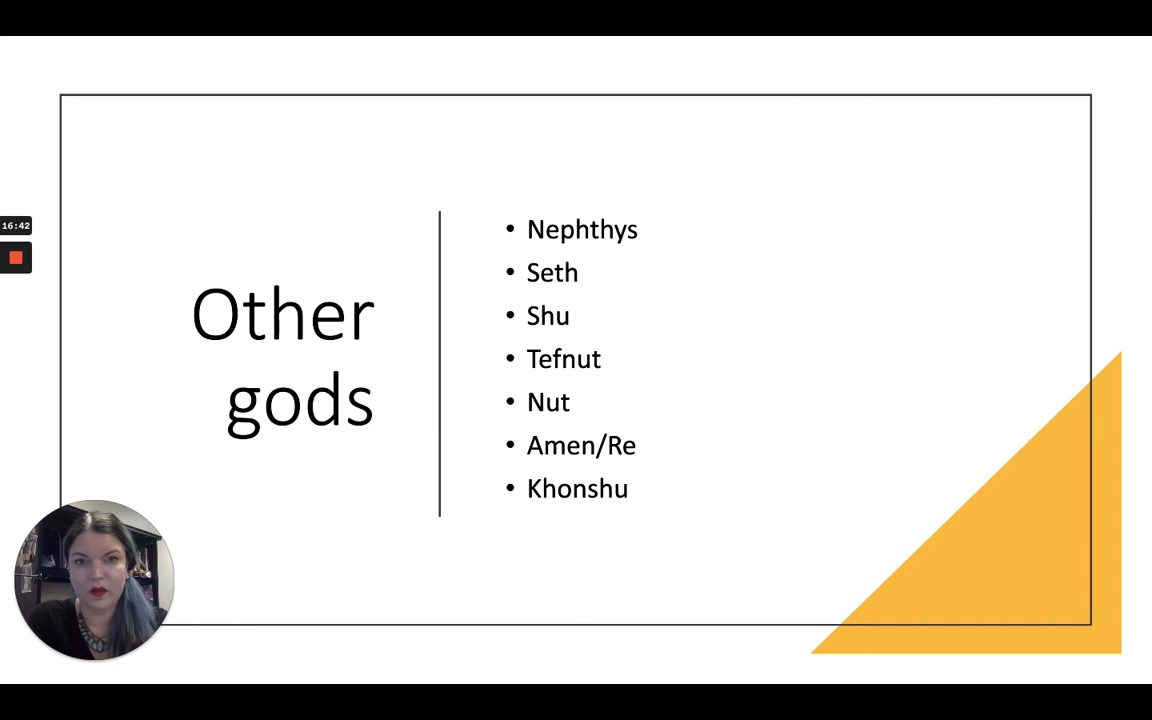 16:42
Other
gods
• Nephthys
• Seth
• Shu
• Tefnut
• Nut
• Amen/Re
• Khonshu